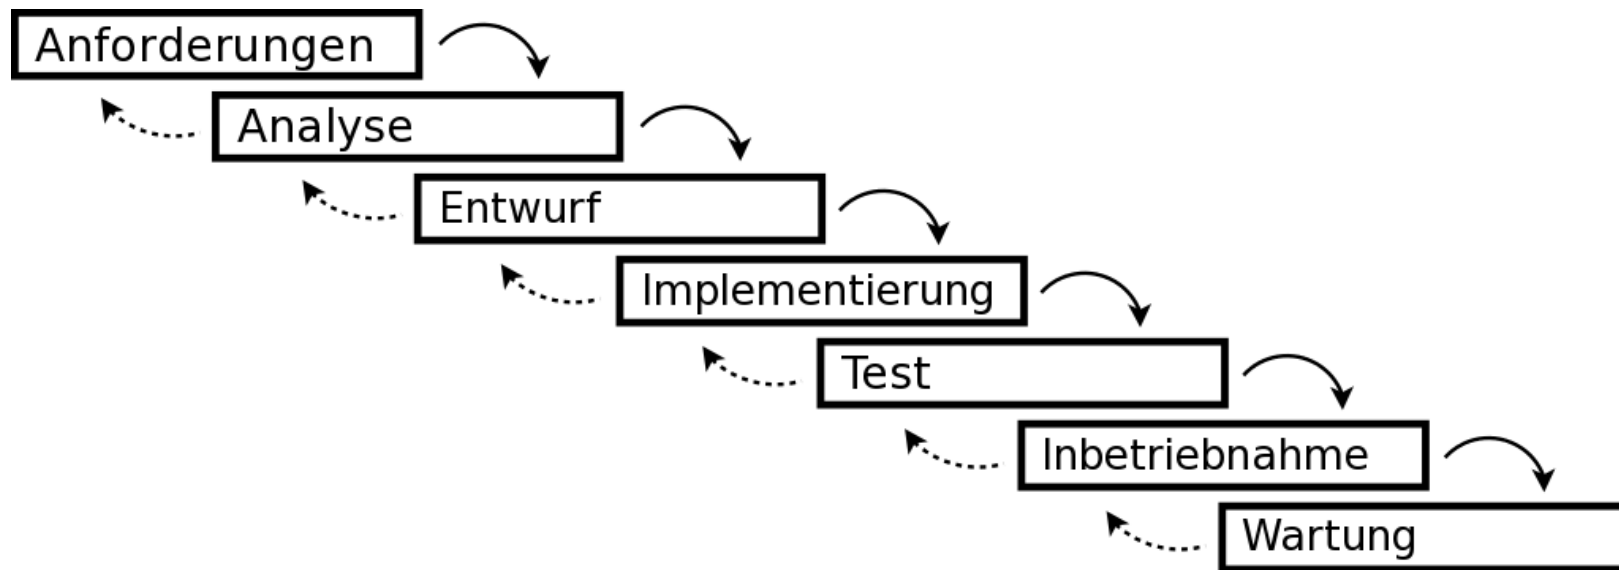 Anforderungen
Analyse
Entwurf
Implementierung
Test
Inbetriebnahme
Wartung